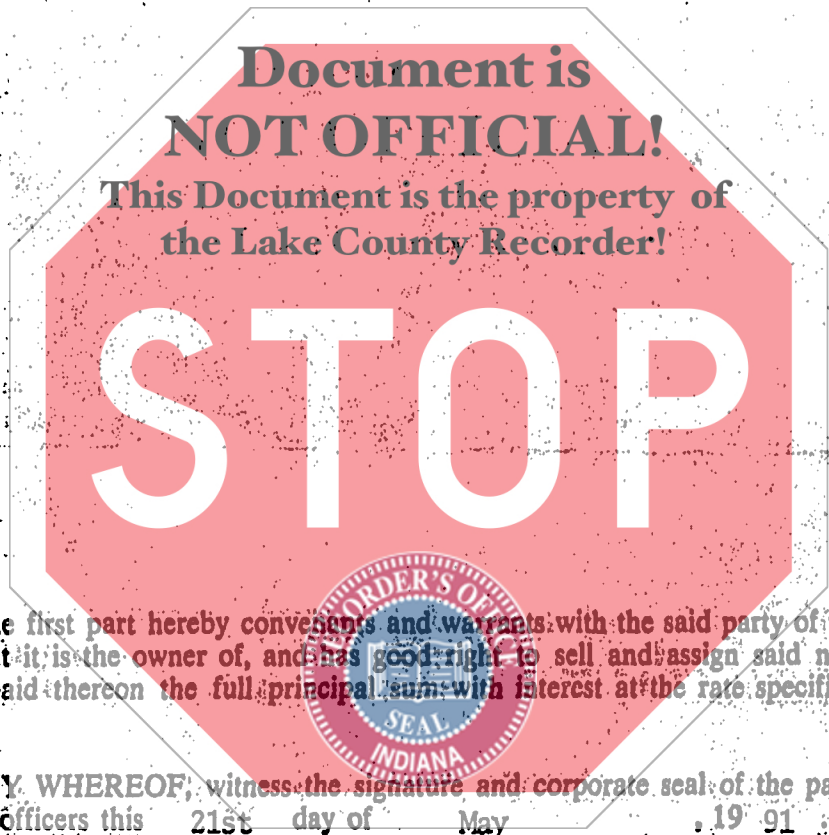 Document is
NOT OFFICIAL!
This Document is the property of
the Lake County Recorder!
STOP
RECORDER'S OFFICE
SEAL
INDIANA
e first part hereby convenants and warrants with the said party of
t it is the owner of, and has good right to sell and assign said
aid thereon the full principal sum with interest at the rate specif
Y WHEREOF, witness the signature and corporate seal of the pa
officers this 21st day of May , 19 91